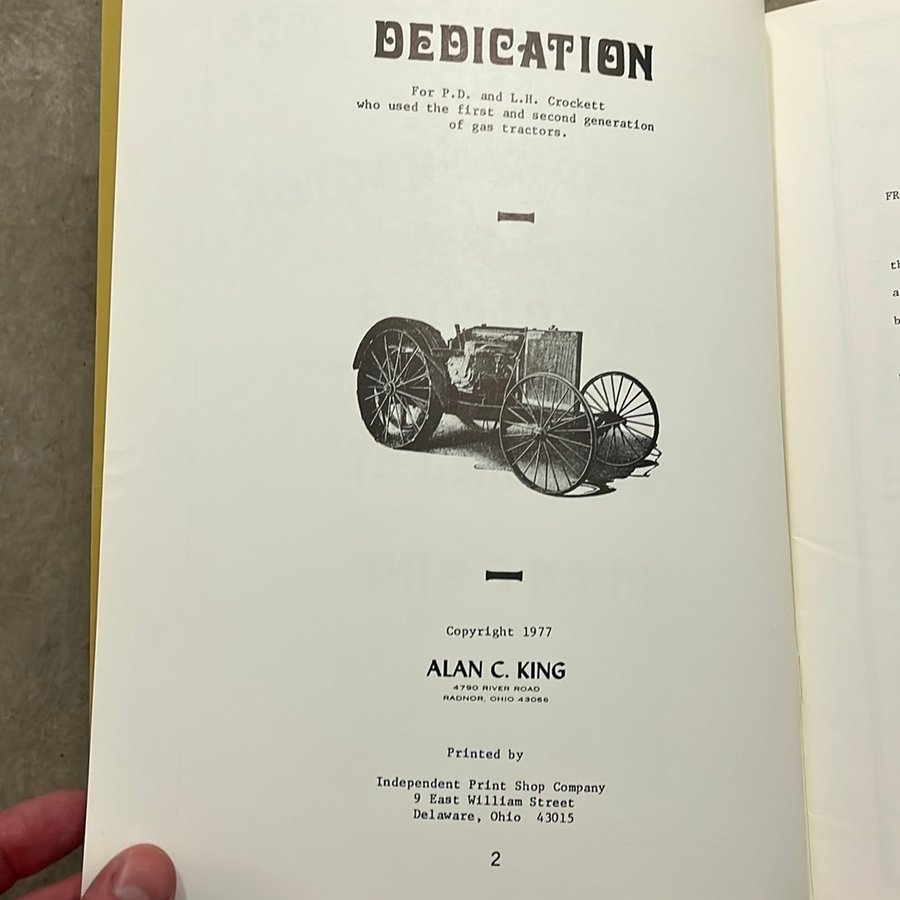 DEDICATION
For P.D. and L.H. Crockett
who used the first and second generation
of gas tractors.
Copyright 1977
ALAN C. KING
4790 RIVER ROAD
RADNOR, OHIO 43066
Printed by
Independent Print Shop Company
9 East William Street
Delaware, Ohio 43015
2